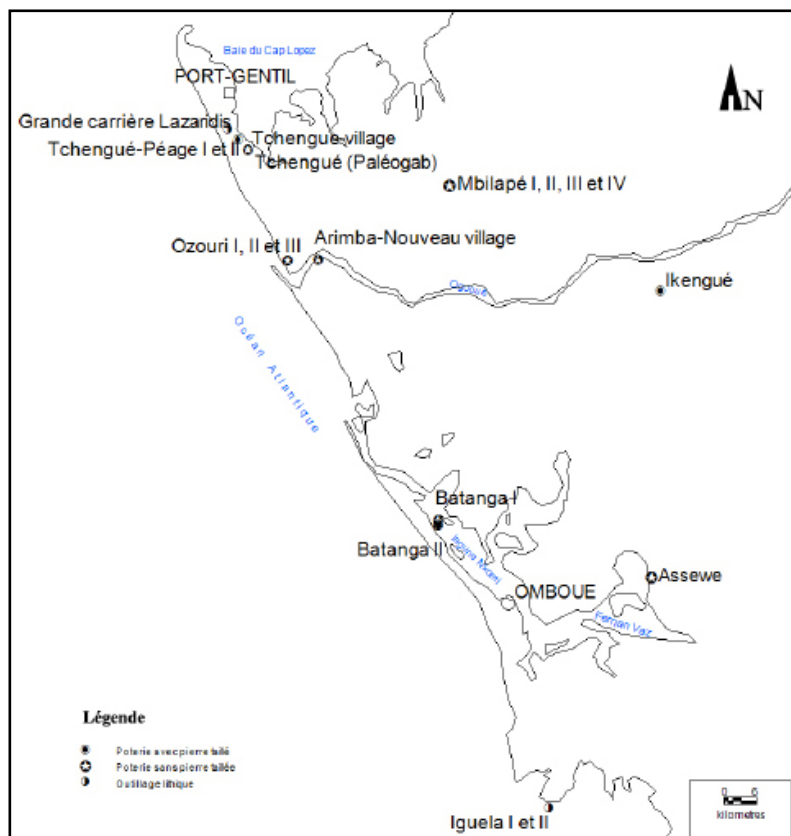 Baie du Cap Lopez
PORT-GENTIL
N
Grande carrière Lazaridis
Tchengue village
Tchengué-Péage I et II
Tchengué (Paléogab)
Mbilapé I, II, III et IV
Ozouri I, II et III
Arimba-Nouveau village
Ikengué
Ogooué
Océan Atlantique
Batanga I
Batanga II
Assewe
OMBOUE
Fernan Vaz
Légende
Poterie avec pierre taillé
Poterie sans pierre taillée
Outillage lithique
kilometres
Iguela I et II